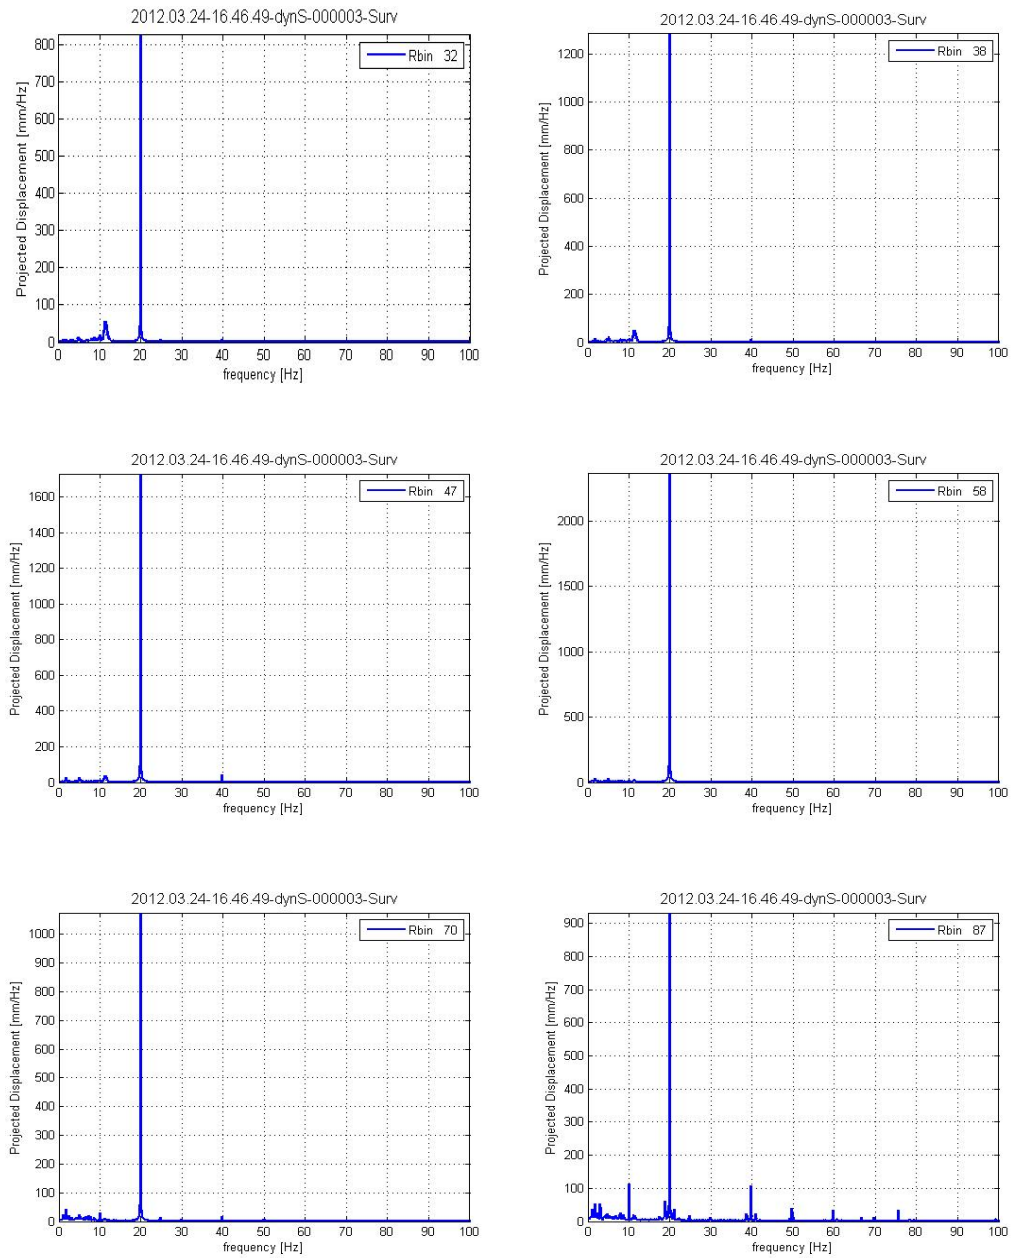 2012.03.24-16.46.49-dynS-000003-Surv
Rbin 32
Projected Displacement [mm/Hz]
800
700
600
500
400
300
200
100
0
0 10 20 30 40 50 60 70 80 90 100
frequency [Hz]
2012.03.24-16.46.49-dynS-000003-Surv
Rbin 38
Projected Displacement [mm/Hz]
1200
1000
800
600
400
200
0
0 10 20 30 40 50 60 70 80 90 100
frequency [Hz]
2012.03.24-16.46.49-dynS-000003-Surv
Rbin 47
Projected Displacement [mm/Hz]
1600
1400
1200
1000
800
600
400
200
0
0 10 20 30 40 50 60 70 80 90 100
frequency [Hz]
2012.03.24-16.46.49-dynS-000003-Surv
Rbin 58
Projected Displacement [mm/Hz]
2000
1500
1000
500
0
0 10 20 30 40 50 60 70 80 90 100
frequency [Hz]
2012.03.24-16.46.49-dynS-000003-Surv
Rbin 70
Projected Displacement [mm/Hz]
1000
900
800
700
600
500
400
300
200
100
0
0 10 20 30 40 50 60 70 80 90 100
frequency [Hz]
2012.03.24-16.46.49-dynS-000003-Surv
Rbin 87
Projected Displacement [mm/Hz]
900
800
700
600
500
400
300
200
100
0
0 10 20 30 40 50 60 70 80 90 100
frequency [Hz]